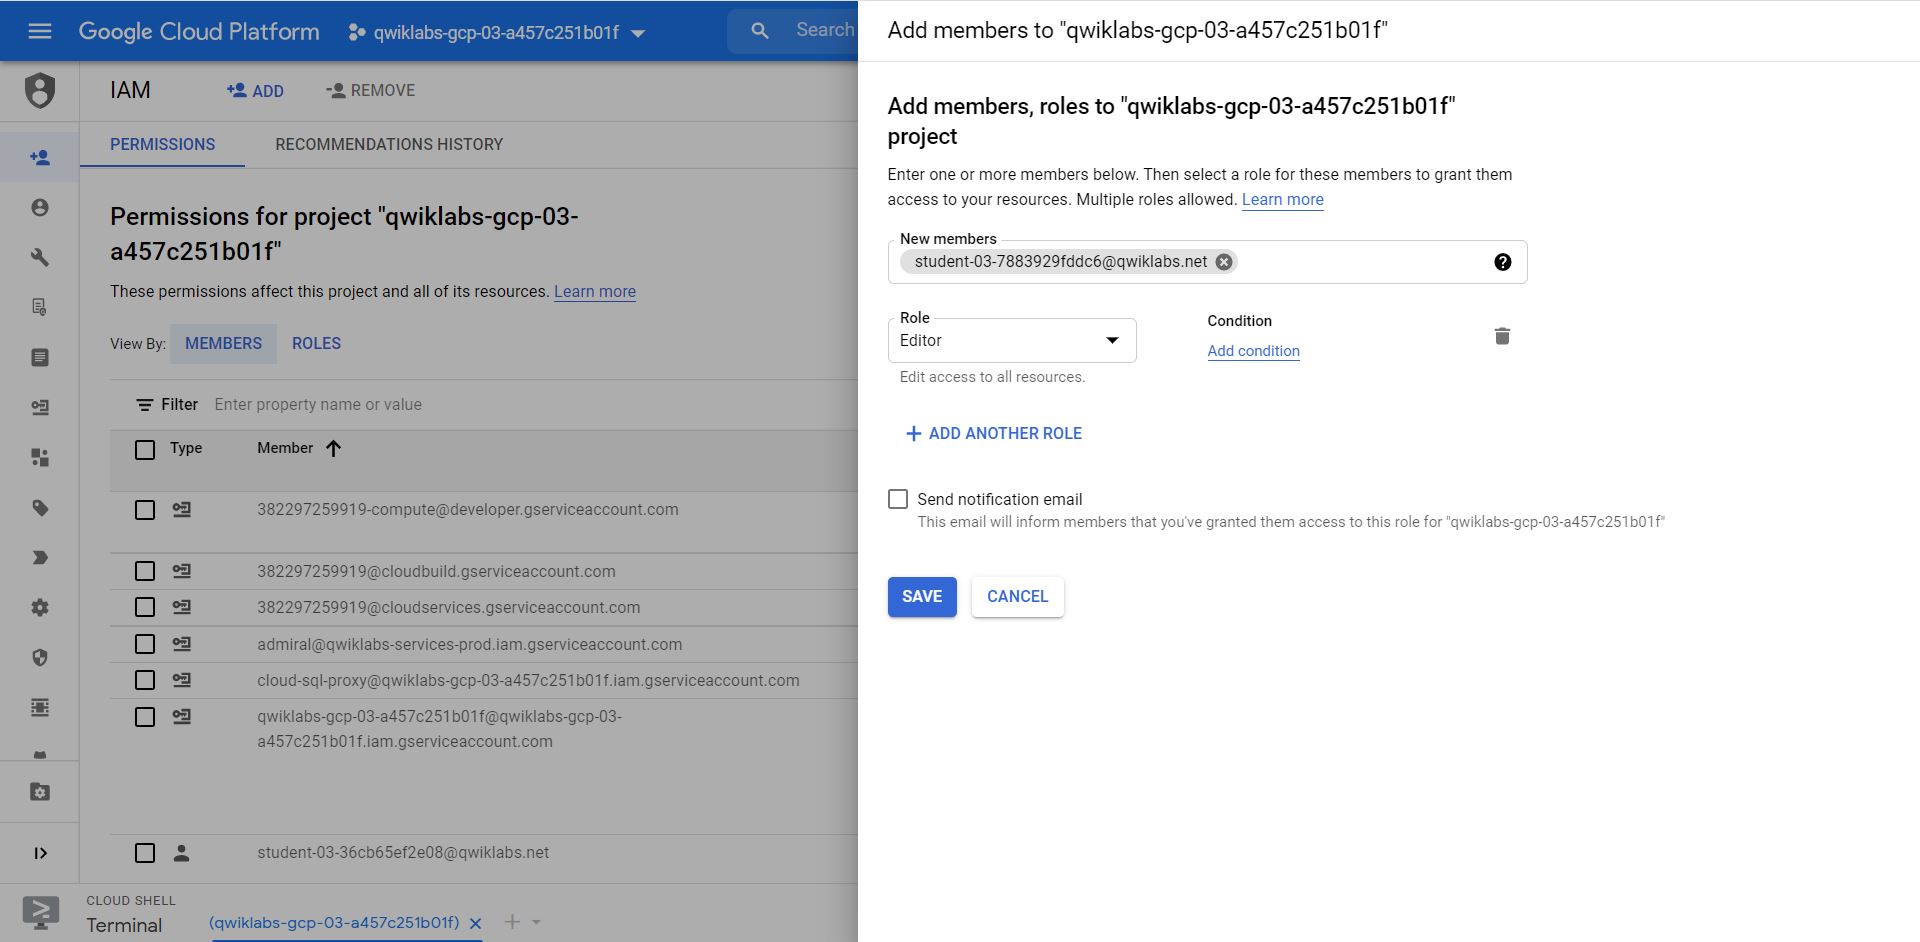 Google Cloud Platform
qwiklabs-gcp-03-a457c251b01f
Search
IAM
ADD
REMOVE
PERMISSIONS
RECOMMENDATIONS HISTORY
Permissions for project "qwiklabs-gcp-03-
a457c251b01f"
These permissions affect this project and all of its resources. Learn more
View By: MEMBERS ROLES
Filter Enter property name or value
Type Member
382297259919-compute@developer.gserviceaccount.com
382297259919@cloudbuild.gserviceaccount.com
382297259919@cloudservices.gserviceaccount.com
admiral@qwiklabs-services-prod.iam.gserviceaccount.com
cloud-sql-proxy@qwiklabs-gcp-03-a457c251b01f.iam.gserviceaccount.com
qwiklabs-gcp-03-a457c251b01f@qwiklabs-gcp-03-
a457c251b01f.iam.gserviceaccount.com
student-03-36cb65ef2e08@qwiklabs.net
CLOUD SHELL
Terminal
(qwiklabs-gcp-03-a457c251b01f)
Add members to "qwiklabs-gcp-03-a457c251b01f"
Add members, roles to "qwiklabs-gcp-03-a457c251b01f"
project
Enter one or more members below. Then select a role for these members to grant them
access to your resources. Multiple roles allowed. Learn more
New members
student-03-7883929fddc6@qwiklabs.net
Role
Editor
Edit access to all resources.
Condition
Add condition
ADD ANOTHER ROLE
Send notification email
This email will inform members that you've granted them access to this role for "qwiklabs-gcp-03-a457c251b01f"
SAVE
CANCEL